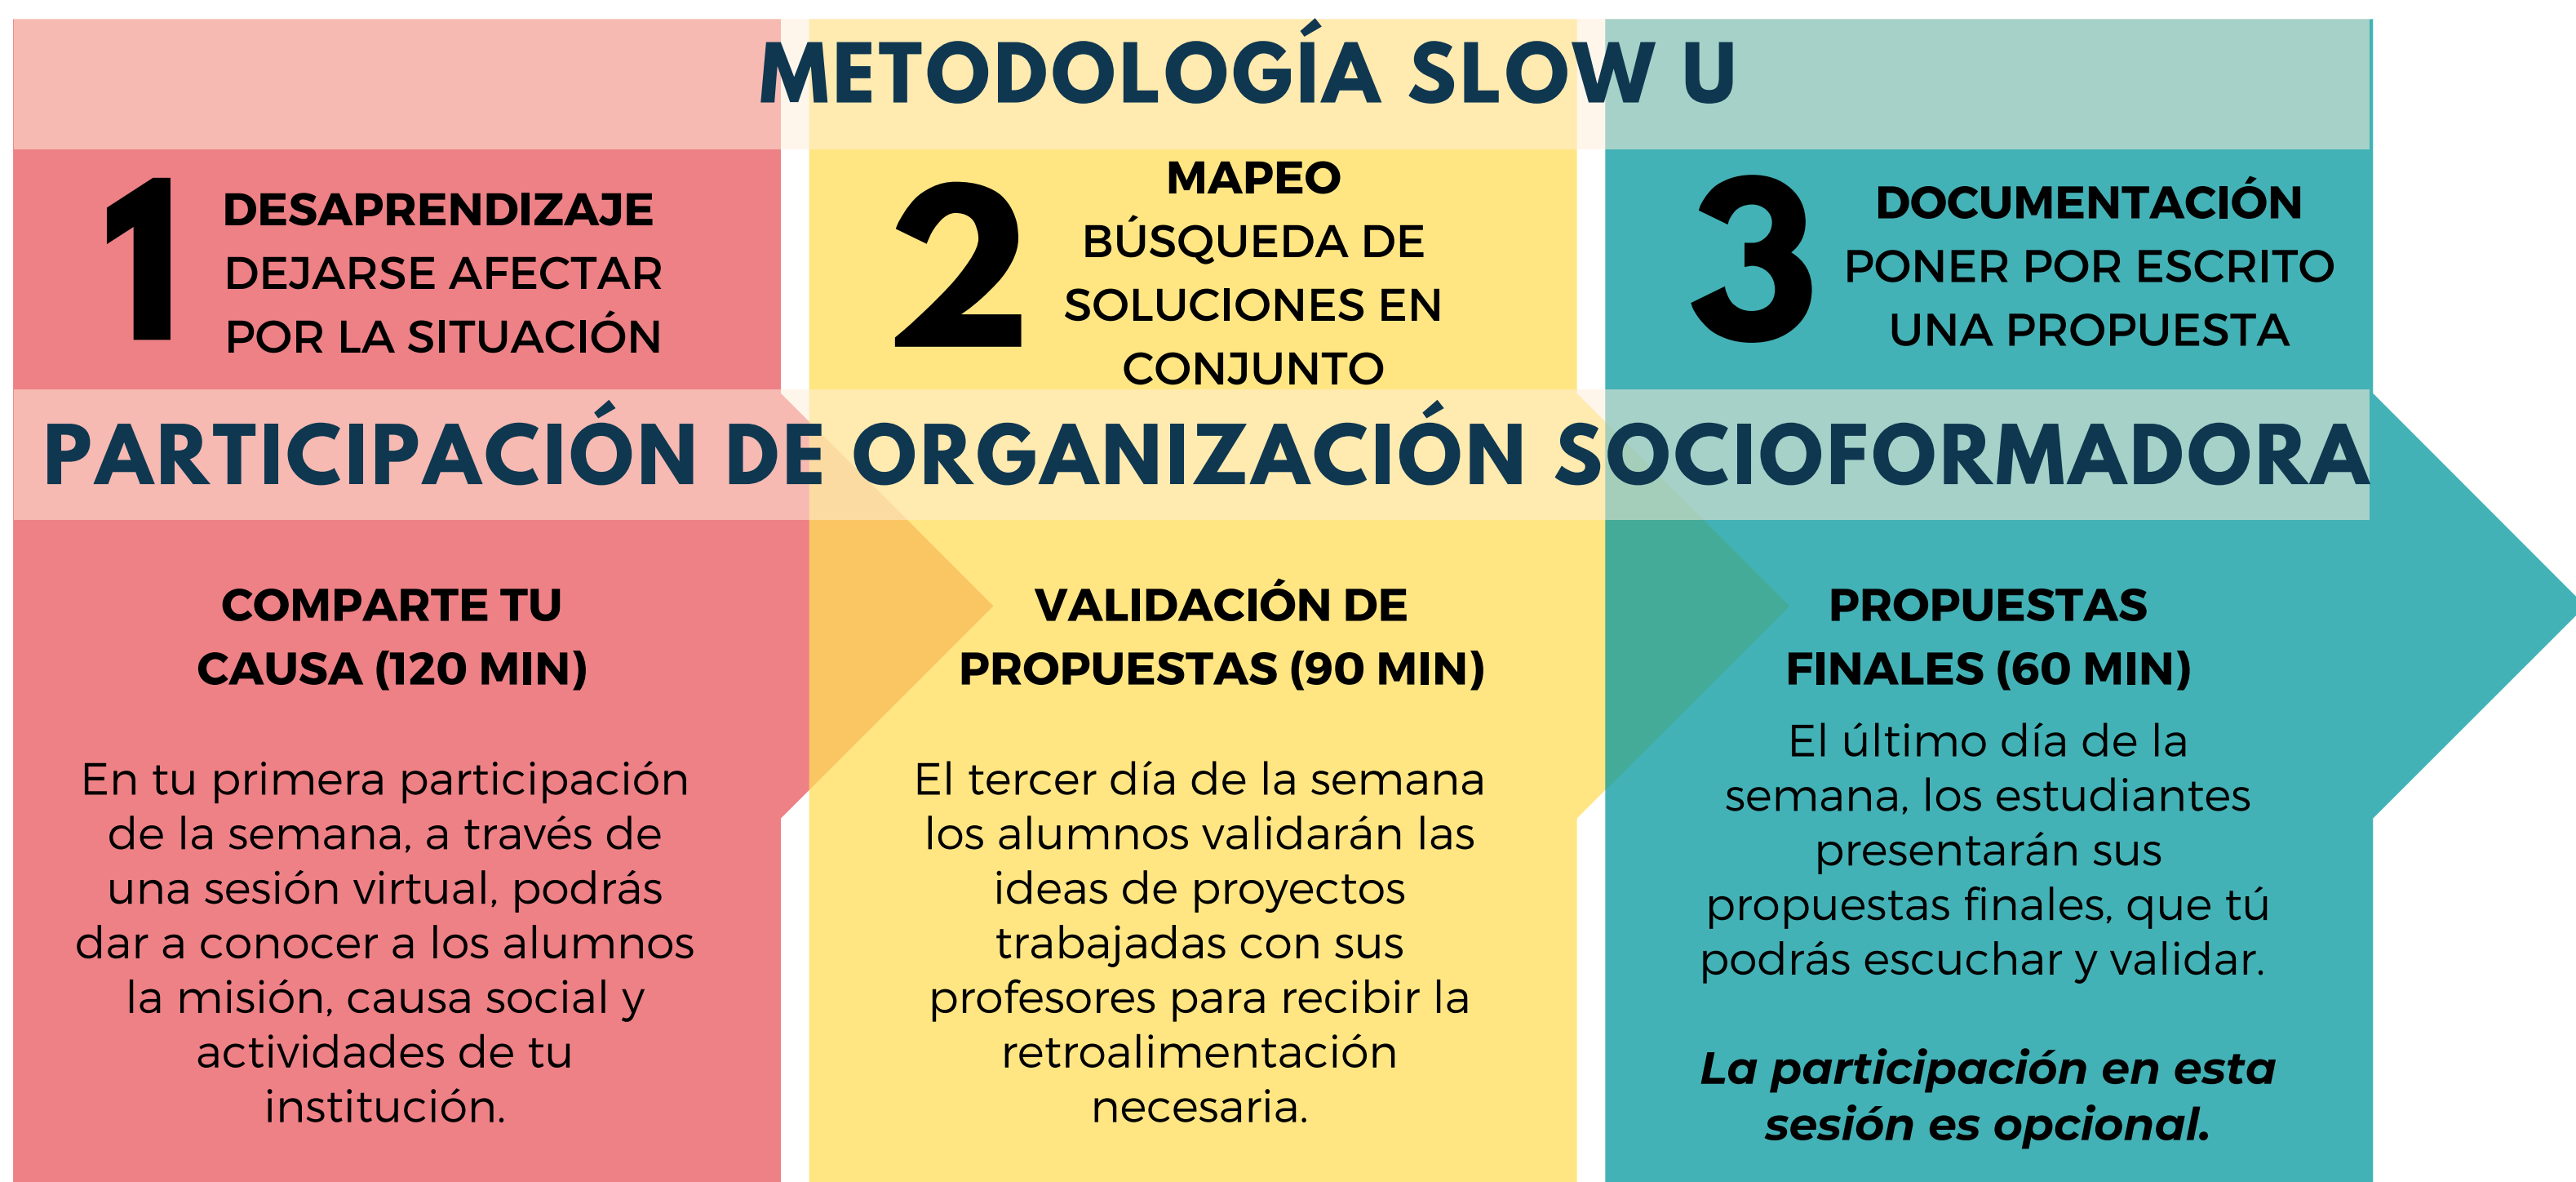 METODOLOGÍA SLOW U
1
DESAPRENDIZAJE
DEJARSE AFECTAR
POR LA SITUACIÓN
2
MAPEO
BÚSQUEDA DE
SOLUCIONES EN
CONJUNTO
3
DOCUMENTACIÓN
PONER POR ESCRITO
UNA PROPUESTA
PARTICIPACIÓN DE ORGANIZACIÓN SOCIOFORMADORA
COMPARTE TU
CAUSA (120 MIN)
En tu primera participación
de la semana, a través de
una sesión virtual, podrás
dar a conocer a los alumnos
la misión, causa social y
actividades de tu
institución.
VALIDACIÓN DE
PROPUESTAS (90 MIN)
El tercer día de la semana
los alumnos validarán las
ideas de proyectos
trabajadas con sus
profesores para recibir la
retroalimentación
necesaria.
PROPUESTAS
FINALES (60 MIN)
El último día de la
semana, los estudiantes
presentarán sus
propuestas finales, que tú
podrás escuchar y validar.
La participación en esta
sesión es opcional.